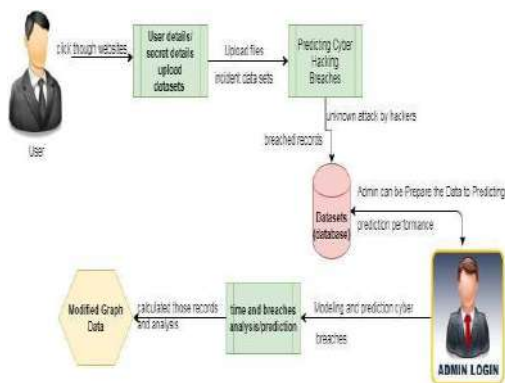 click though websites
User details/
secret details
upload
datasets
Upload files
incident data sets
Predicting Cyber
Hacking
Breaches
User
unknown attack by hackers
breached records
Datasets
(database)
Admin can be Prepare the Data to Predicting
prediction performance
Modified Graph
Data
calculated those records
and analysis
time and breaches
analysis/prediction
Modeling and prediction cyber
breaches
ADMIN LOGIN